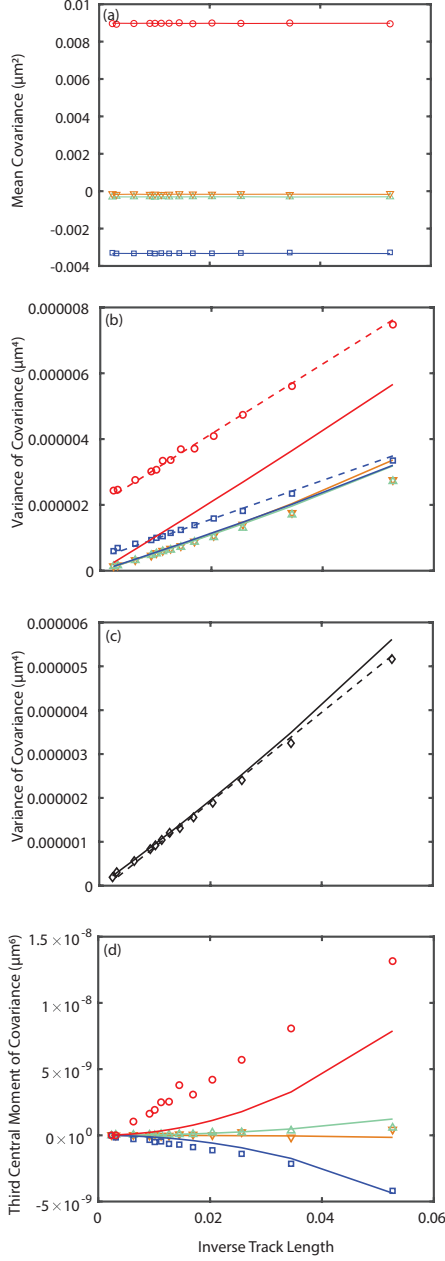 0.01
(a)
0.008
0.006
0.004
0.002
0
-0.002
-0.004
Mean Covariance (μm²)
0.000008
(b)
0.000006
0.000004
0.000002
0
Variance of Covariance (μm⁴)
0.000006
(c)
0.000005
0.000004
0.000003
0.000002
0.000001
0
Variance of Covariance (μm⁴)
1.5×10⁻⁸
(d)
1×10⁻⁸
5×10⁻⁹
0×10⁰
-5×10⁻⁹
Third Central Moment of Covariance (μm⁶)
0 0.02 0.04 0.06
Inverse Track Length